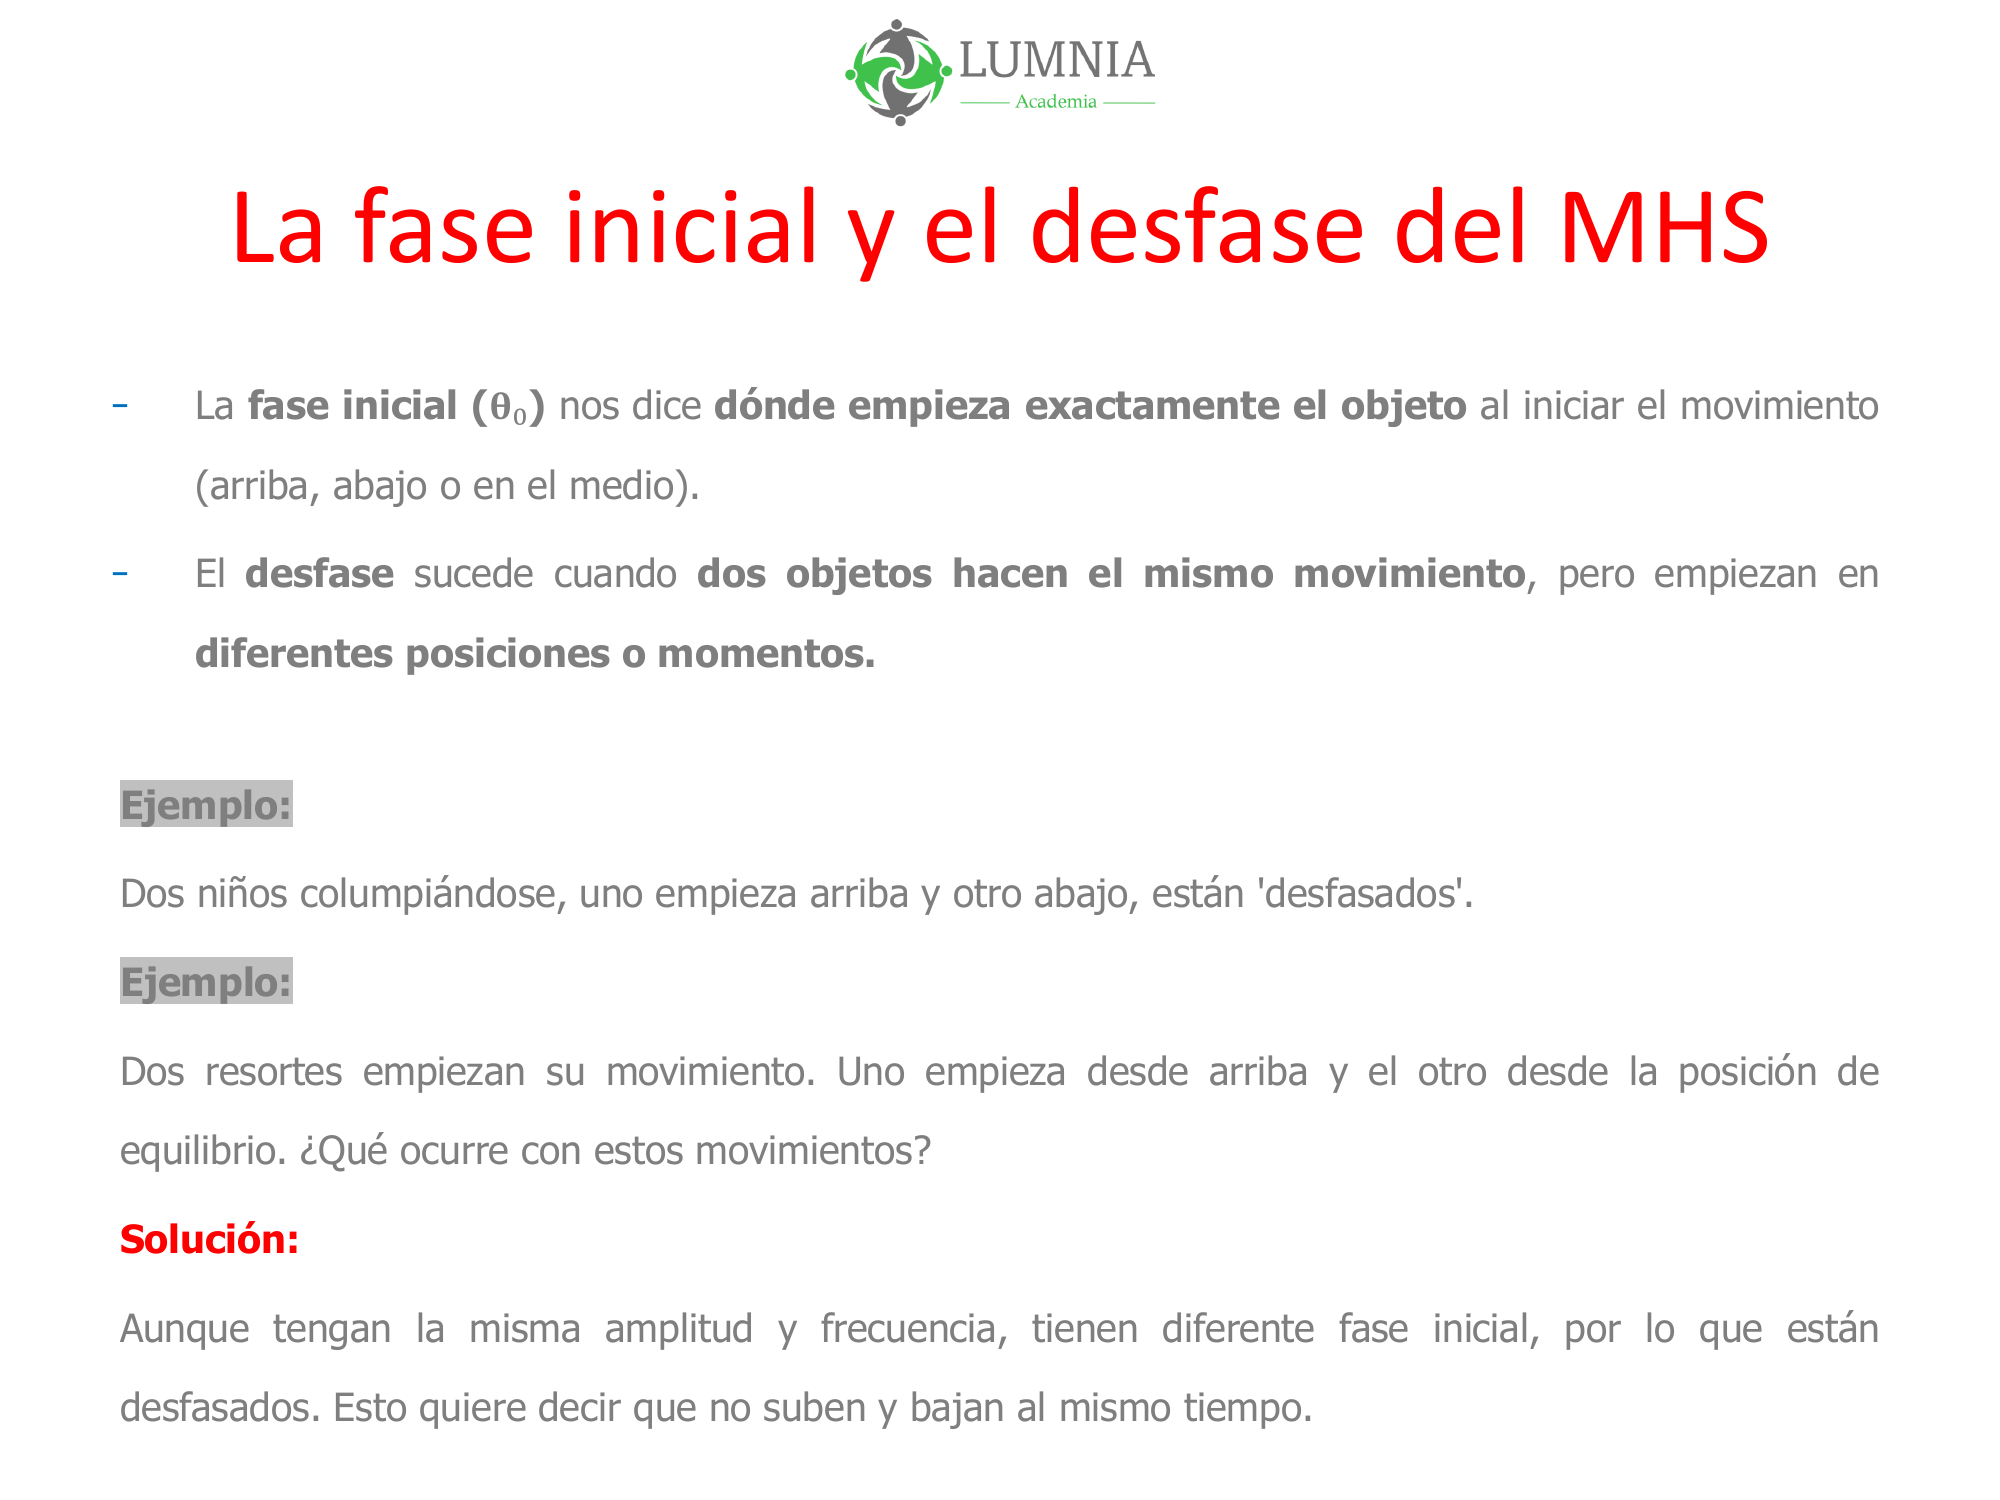 LUMNIA
Academia
La fase inicial y el desfase del MHS
- La fase inicial (θ₀) nos dice dónde empieza exactamente el objeto al iniciar el movimiento
(arriba, abajo o en el medio).
- El desfase sucede cuando dos objetos hacen el mismo movimiento, pero empiezan en
diferentes posiciones o momentos.
Ejemplo:
Dos niños columpiándose, uno empieza arriba y otro abajo, están 'desfasados'.
Ejemplo:
Dos resortes empiezan su movimiento. Uno empieza desde arriba y el otro desde la posición de
equilibrio. ¿Qué ocurre con estos movimientos?
Solución:
Aunque tengan la misma amplitud y frecuencia, tienen diferente fase inicial, por lo que están
desfasados. Esto quiere decir que no suben y bajan al mismo tiempo.